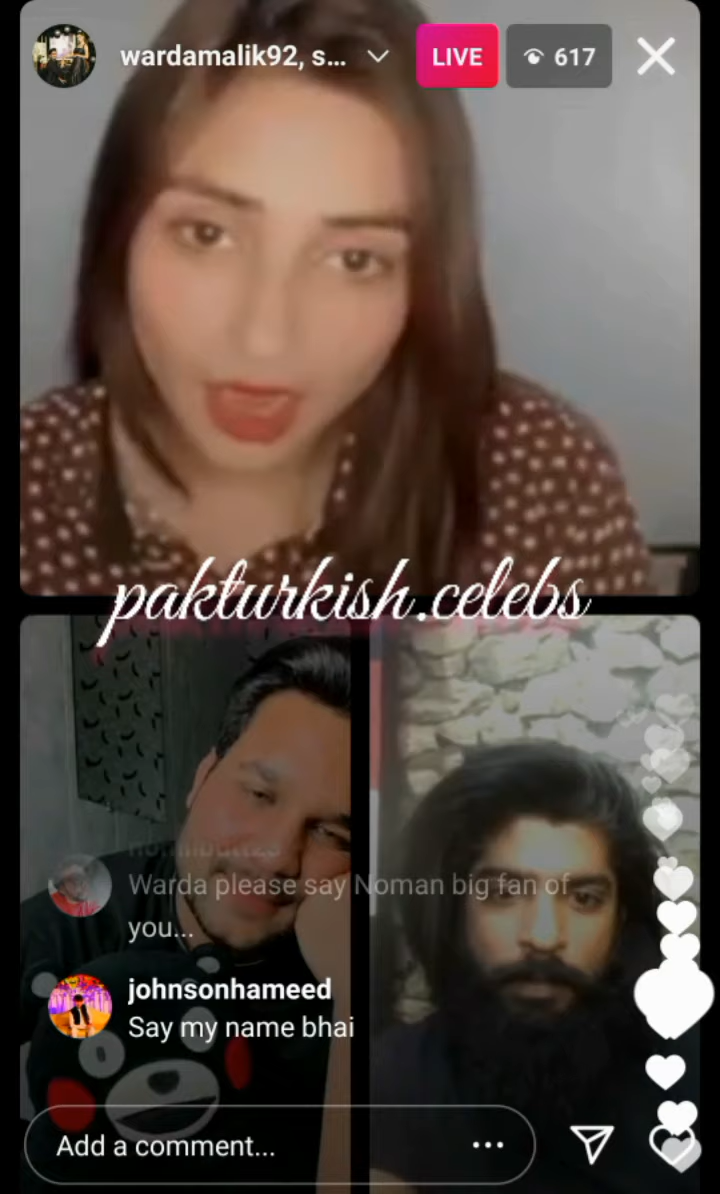 wardamalik92, s...
LIVE
617
pakturkish.celebs
Warda please say Noman big fan of
you...
johnsonhameed
Say my name bhai
Add a comment...